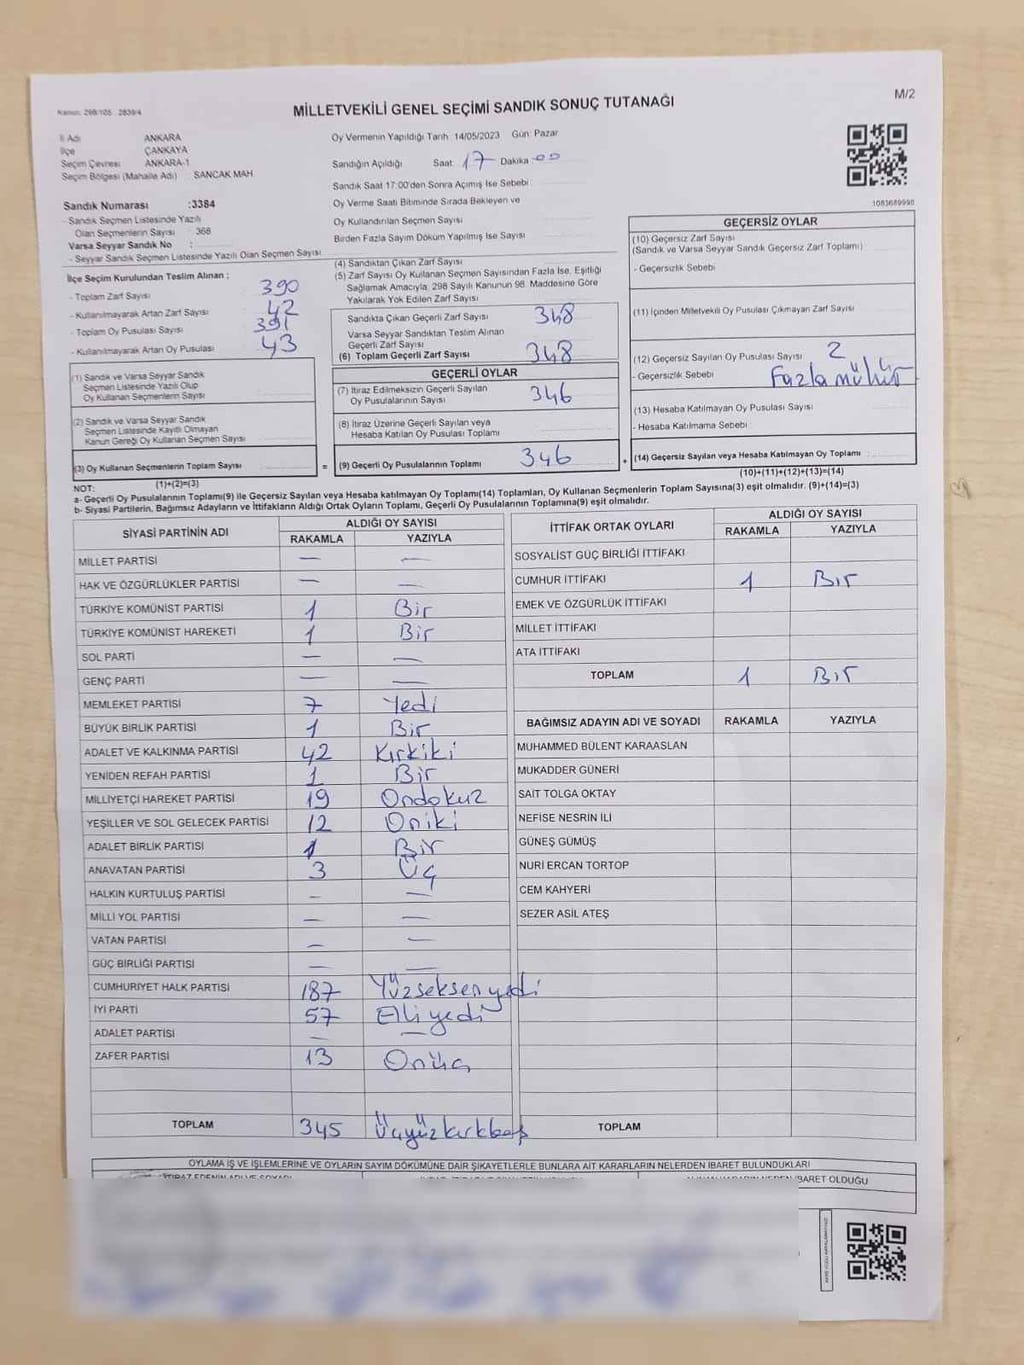 Kanun: 298/105 . 2839/4
MİLLETVEKİLİ GENEL SEÇİMİ SANDIK SONUÇ TUTANAĞI
M/2
İl Adı ANKARA
İlçe ÇANKAYA
Seçim Çevresi ANKARA-1
Seçim Bölgesi (Mahalle Adı) SANCAK MAH
Sandık Numarası :3384
- Sandık Seçmen Listesinde Yazılı
Olan Seçmenlerin Sayısı : 368
Varsa Seyyar Sandık No :
- Seyyar Sandık Seçmen Listesinde Yazılı Olan Seçmen Sayısı
Oy Vermenin Yapıldığı Tarih 14/05/2023 Gün: Pazar
Sandığın Açıldığı Saat: 17 Dakika 00
Sandık Saat 17:00'den Sonra Açımış İse Sebebi
Oy Verme Saati Bitiminde Sırada Bekleyen ve
Oy Kullandırılan Seçmen Sayısı
Birden Fazla Sayım Döküm Yapılmış İse Sayısı
1083689998
İlçe Seçim Kurulundan Teslim Alınan :
- Toplam Zarf Sayısı 390
- Kullanılmayarak Artan Zarf Sayısı 42
- Toplam Oy Pusulası Sayısı 391
- Kullanılmayarak Artan Oy Pusulası 43
(1) Sandık ve Varsa Seyyar Sandık
Seçmen Listesinde Yazılı Olup
Oy Kullanan Seçmenlerin Sayısı
(2) Sandık ve Varsa Seyyar Sandık
Seçmen Listesinde Kayıtlı Olmayan
Kanun Gereği Oy Kullanan Seçmen Sayısı
(3) Oy Kullanan Seçmenlerin Toplam Sayısı
(1)+(2)=(3)
(4) Sandıktan Çıkan Zarf Sayısı
(5) Zarf Sayısı Oy Kullanan Seçmen Sayısından Fazla İse, Eşitliği
Sağlamak Amacıyla, 298 Sayılı Kanunun 98. Maddesine Göre
Yakılarak Yok Edilen Zarf Sayısı
Sandıkta Çıkan Geçerli Zarf Sayısı 348
Varsa Seyyar Sandıktan Teslim Alınan
Geçerli Zarf Sayısı
(6) Toplam Geçerli Zarf Sayısı 348
GEÇERLİ OYLAR
(7) İtiraz Edilmeksizin Geçerli Sayılan
Oy Pusulalarının Sayısı 346
(8) İtiraz Üzerine Geçerli Sayılan veya
Hesaba Katılan Oy Pusulası Toplamı
= (9) Geçerli Oy Pusulalarının Toplamı 346 +
GEÇERSİZ OYLAR
(10) Geçersiz Zarf Sayısı
(Sandık ve Varsa Seyyar Sandık Geçersiz Zarf Toplamı) :
- Geçersizlik Sebebi
(11) İçinden Milletvekili Oy Pusulası Çıkmayan Zarf Sayısı
(12) Geçersiz Sayılan Oy Pusulası Sayısı 2
- Geçersizlik Sebebi : Fazla mühür
(13) Hesaba Katılmayan Oy Pusulası Sayısı
- Hesaba Katılmama Sebebi
(14) Geçersiz Sayılan veya Hesaba Katılmayan Oy Toplamı :
(10)+(11)+(12)+(13)=(14)
NOT:
a- Geçerli Oy Pusulalarının Toplamı(9) ile Geçersiz Sayılan veya Hesaba katılmayan Oy Toplamı(14) Toplamları, Oy Kullanan Seçmenlerin Toplam Sayısına(3) eşit olmalıdır. (9)+(14)=(3)
b- Siyasi Partilerin, Bağımsız Adayların ve İttifakların Aldığı Ortak Oyların Toplamı, Geçerli Oy Pusulalarının Toplamına(9) eşit olmalıdır.
SİYASİ PARTİNİN ADI ALDIĞI OY SAYISI
RAKAMLA YAZIYLA
MİLLET PARTİSİ — —
HAK VE ÖZGÜRLÜKLER PARTİSİ — —
TÜRKİYE KOMÜNİST PARTİSİ 1 Bir
TÜRKİYE KOMÜNİST HAREKETİ 1 Bir
SOL PARTİ — —
GENÇ PARTİ — —
MEMLEKET PARTİSİ 7 Yedi
BÜYÜK BİRLİK PARTİSİ 1 Bir
ADALET VE KALKINMA PARTİSİ 42 Kırkiki
YENİDEN REFAH PARTİSİ 1 Bir
MİLLİYETÇİ HAREKET PARTİSİ 19 Ondokuz
YEŞİLLER VE SOL GELECEK PARTİSİ 12 Oniki
ADALET BİRLİK PARTİSİ 1 Bir
ANAVATAN PARTİSİ 3 Üç
HALKIN KURTULUŞ PARTİSİ — —
MİLLİ YOL PARTİSİ — —
VATAN PARTİSİ — —
GÜÇ BİRLİĞİ PARTİSİ — —
CUMHURİYET HALK PARTİSİ 187 Yüzseksenyedi
İYİ PARTİ 57 Elliyedi
ADALET PARTİSİ — —
ZAFER PARTİSİ 13 Onüç
TOPLAM 345 Üçyüzkırkbeş
İTTİFAK ORTAK OYLARI ALDIĞI OY SAYISI
RAKAMLA YAZIYLA
SOSYALİST GÜÇ BİRLİĞİ İTTİFAKI
CUMHUR İTTİFAKI 1 Bir
EMEK VE ÖZGÜRLÜK İTTİFAKI
MİLLET İTTİFAKI
ATA İTTİFAKI
TOPLAM 1 Bir
BAĞIMSIZ ADAYIN ADI VE SOYADI RAKAMLA YAZIYLA
MUHAMMED BÜLENT KARAASLAN
MUKADDER GÜNERİ
SAİT TOLGA OKTAY
NEFİSE NESRİN İLİ
GÜNEŞ GÜMÜŞ
NURİ ERCAN TORTOP
CEM KAHYERİ
SEZER ASİL ATEŞ
TOPLAM
OYLAMA İŞ VE İŞLEMLERİNE VE OYLARIN SAYIM DÖKÜMÜNE DAİR ŞİKAYETLERLE BUNLARA AİT KARARLARIN NELERDEN İBARET BULUNDUKLARI
İTİRAZ EDENİN ADI VE SOYADI
İBARET OLDUĞU